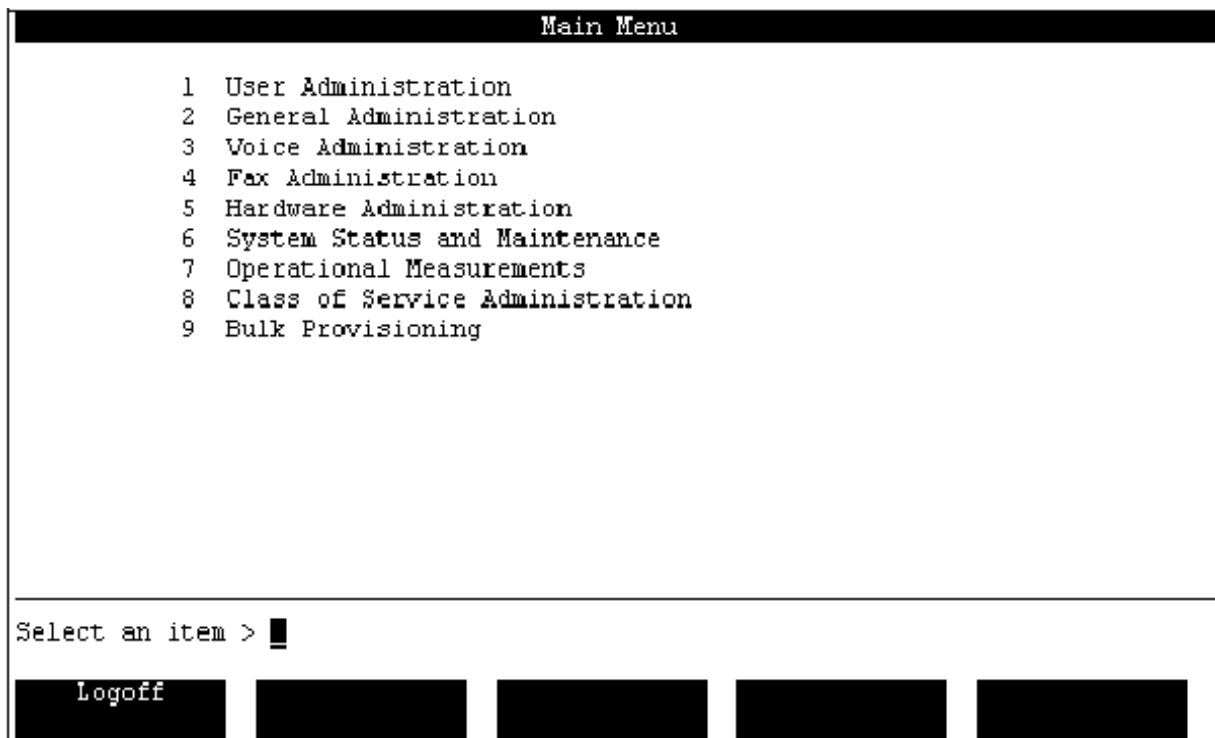 Main Menu
1 User Administration
2 General Administration
3 Voice Administration
4 Fax Administration
5 Hardware Administration
6 System Status and Maintenance
7 Operational Measurements
8 Class of Service Administration
9 Bulk Provisioning
Select an item >
Logoff